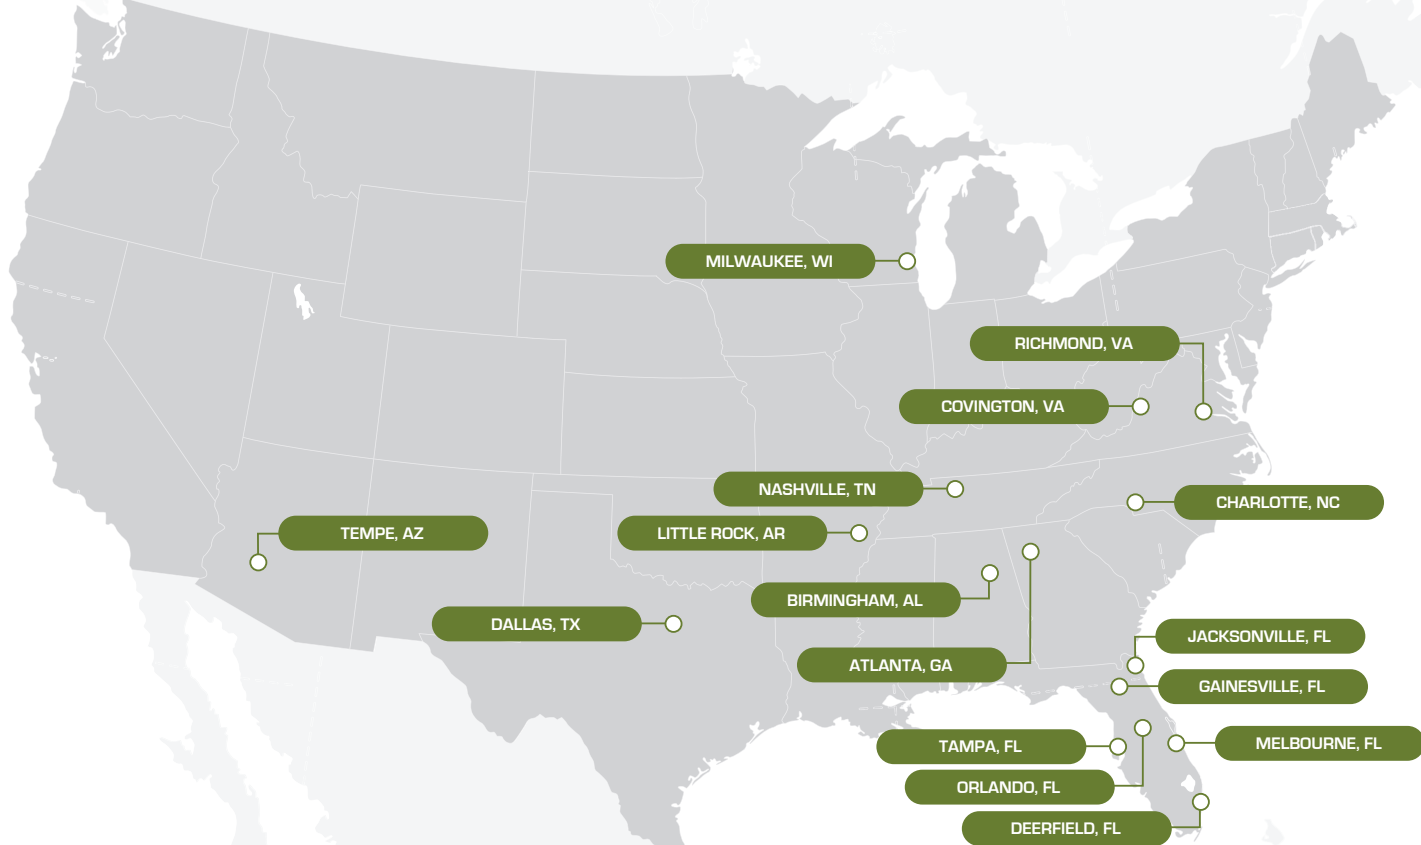 MILWAUKEE, WI
RICHMOND, VA
COVINGTON, VA
NASHVILLE, TN
CHARLOTTE, NC
TEMPE, AZ
LITTLE ROCK, AR
BIRMINGHAM, AL
DALLAS, TX
JACKSONVILLE, FL
ATLANTA, GA
GAINESVILLE, FL
TAMPA, FL
MELBOURNE, FL
ORLANDO, FL
DEERFIELD, FL